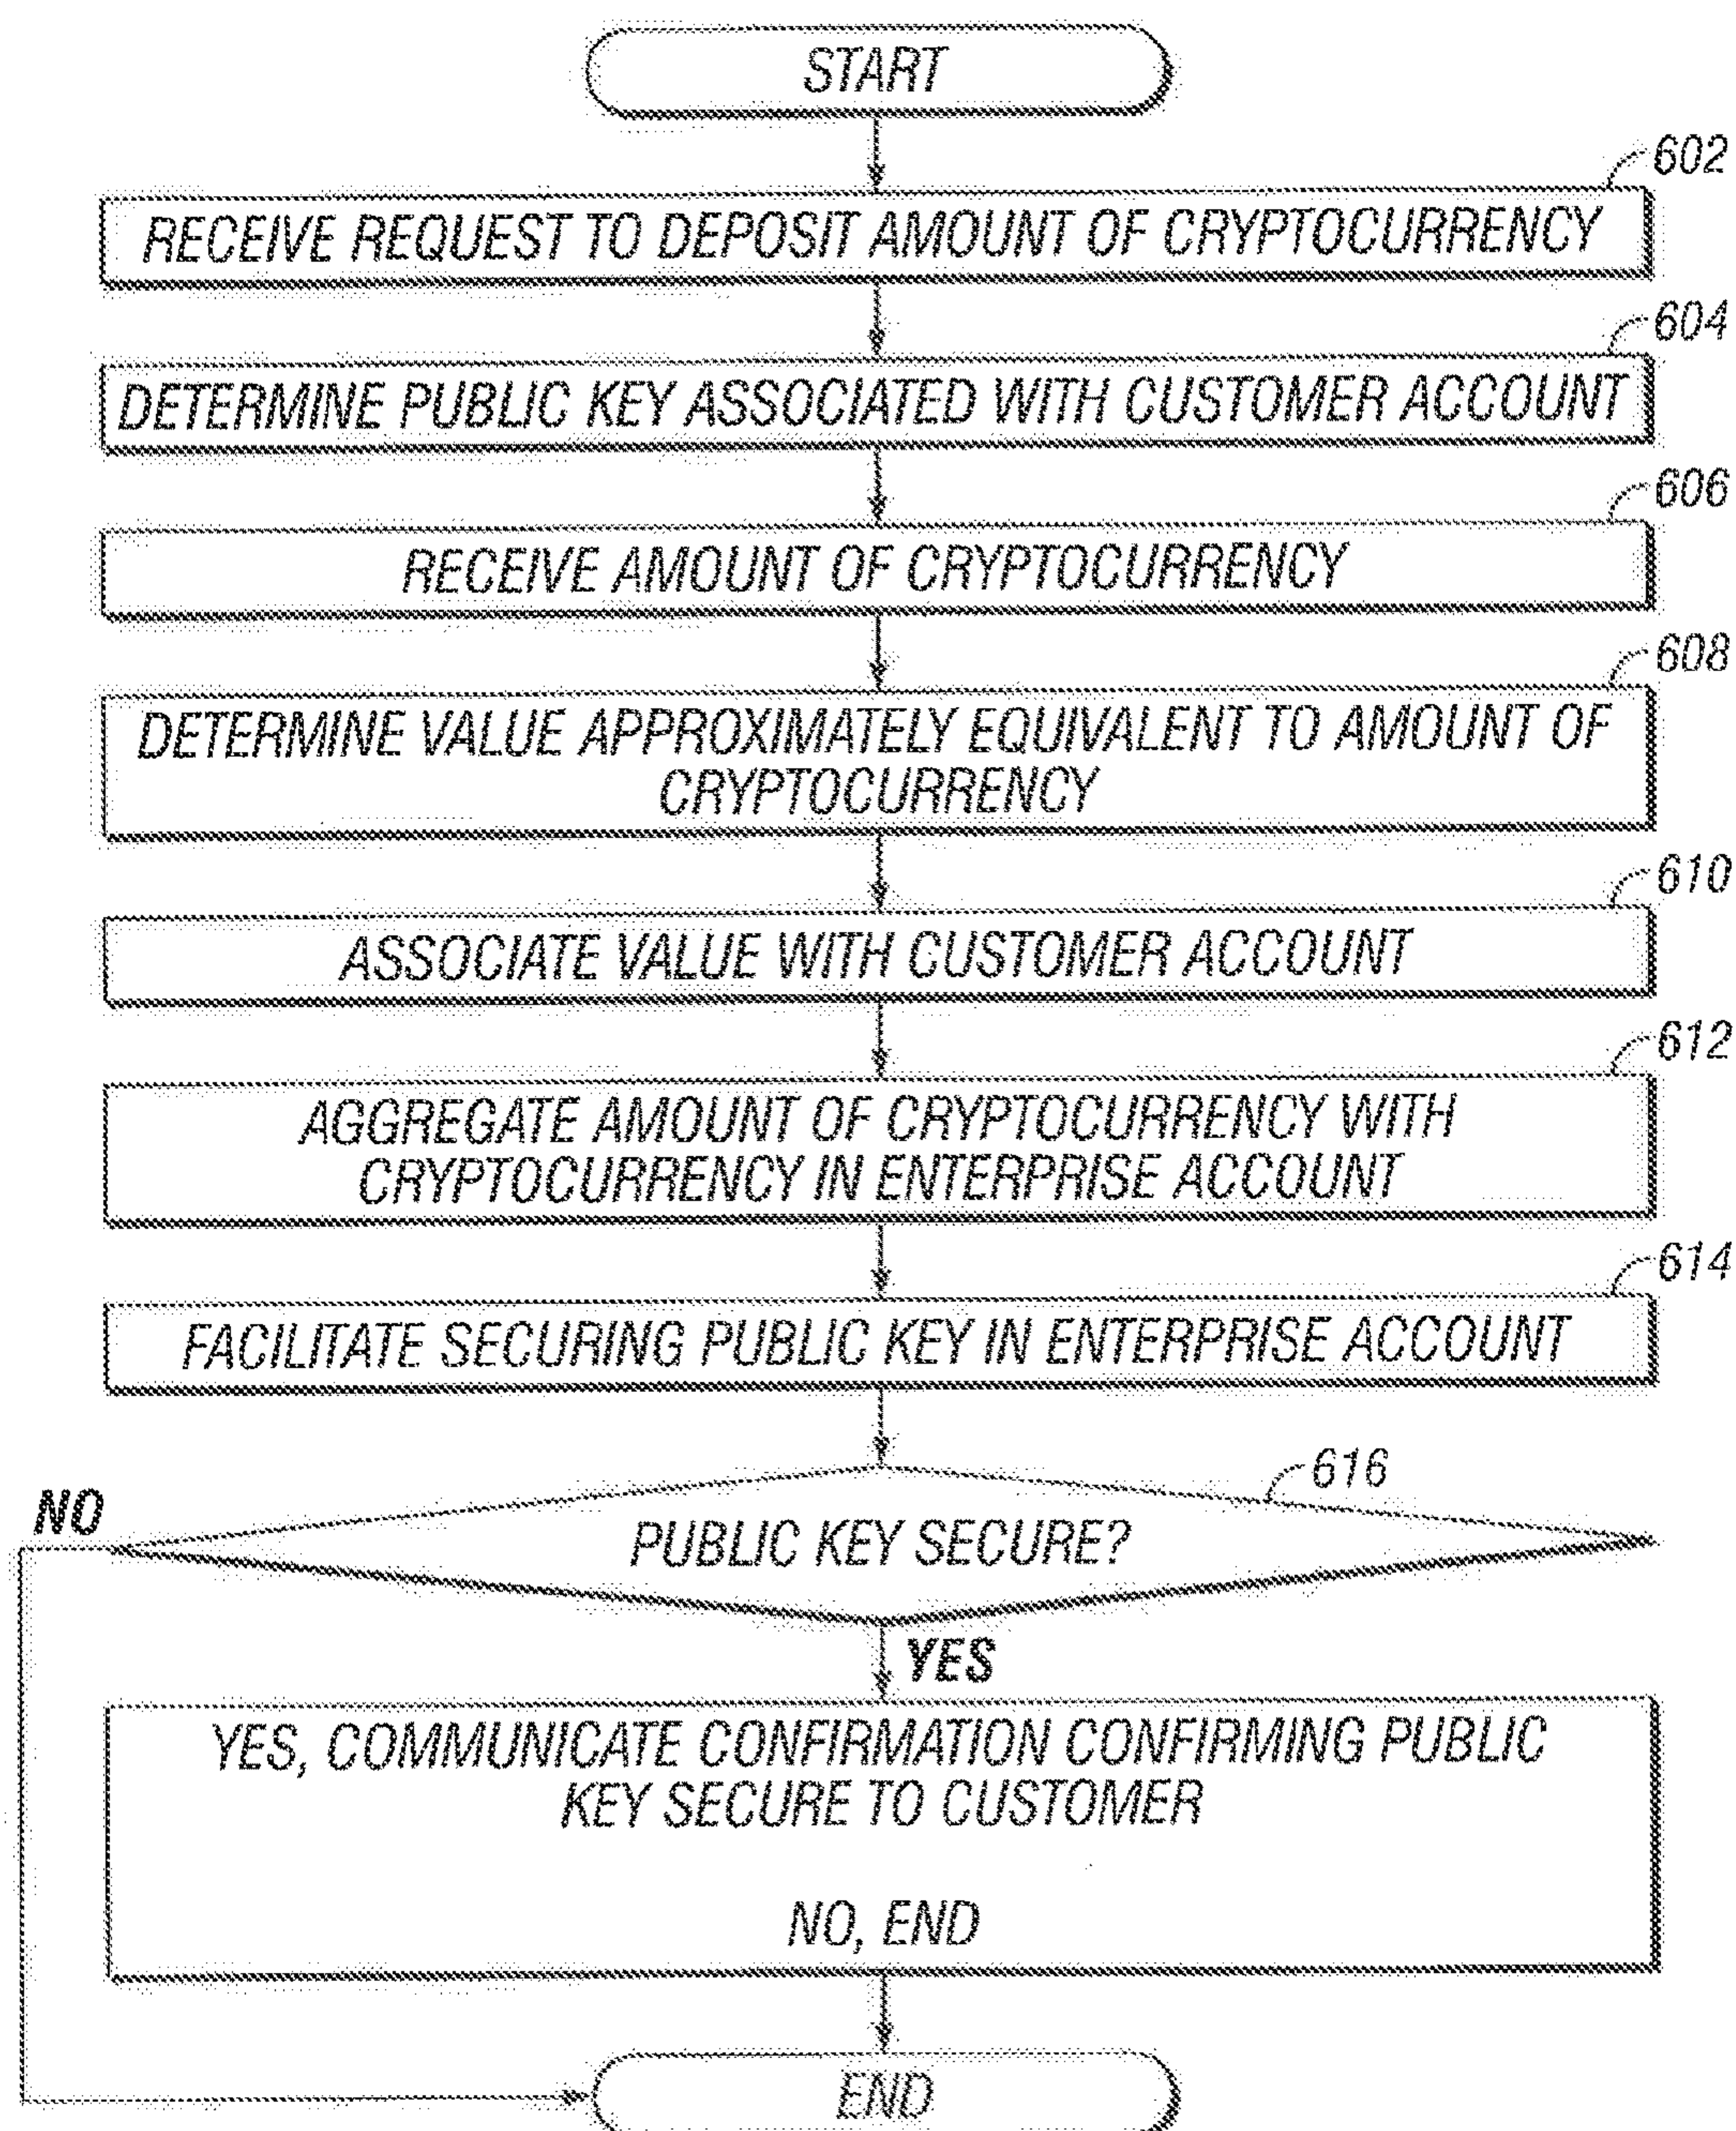 START
602
RECEIVE REQUEST TO DEPOSIT AMOUNT OF CRYPTOCURRENCY
604
DETERMINE PUBLIC KEY ASSOCIATED WITH CUSTOMER ACCOUNT
606
RECEIVE AMOUNT OF CRYPTOCURRENCY
608
DETERMINE VALUE APPROXIMATELY EQUIVALENT TO AMOUNT OF
CRYPTOCURRENCY
610
ASSOCIATE VALUE WITH CUSTOMER ACCOUNT
612
AGGREGATE AMOUNT OF CRYPTOCURRENCY WITH
CRYPTOCURRENCY IN ENTERPRISE ACCOUNT
614
FACILITATE SECURING PUBLIC KEY IN ENTERPRISE ACCOUNT
616
NO
PUBLIC KEY SECURE?
YES
YES, COMMUNICATE CONFIRMATION CONFIRMING PUBLIC
KEY SECURE TO CUSTOMER
NO, END
END